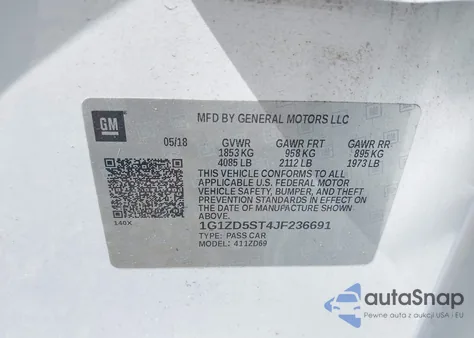 GM
MFD BY GENERAL MOTORS LLC
05/18 GVWR GAWR FRT GAWR RR
1853 KG 958 KG 895 KG
4085 LB 2112 LB 1973 LB
THIS VEHICLE CONFORMS TO ALL
APPLICABLE U.S. FEDERAL MOTOR
VEHICLE SAFETY, BUMPER, AND THEFT
PREVENTION STANDARDS IN EFFECT ON
THE DATE OF MANUFACTURE SHOWN
ABOVE.
1G1ZD5ST4JF236691
TYPE: PASS CAR
140X MODEL: 411ZD69
autoSnap
Pewne auta z aukcji USA i EU